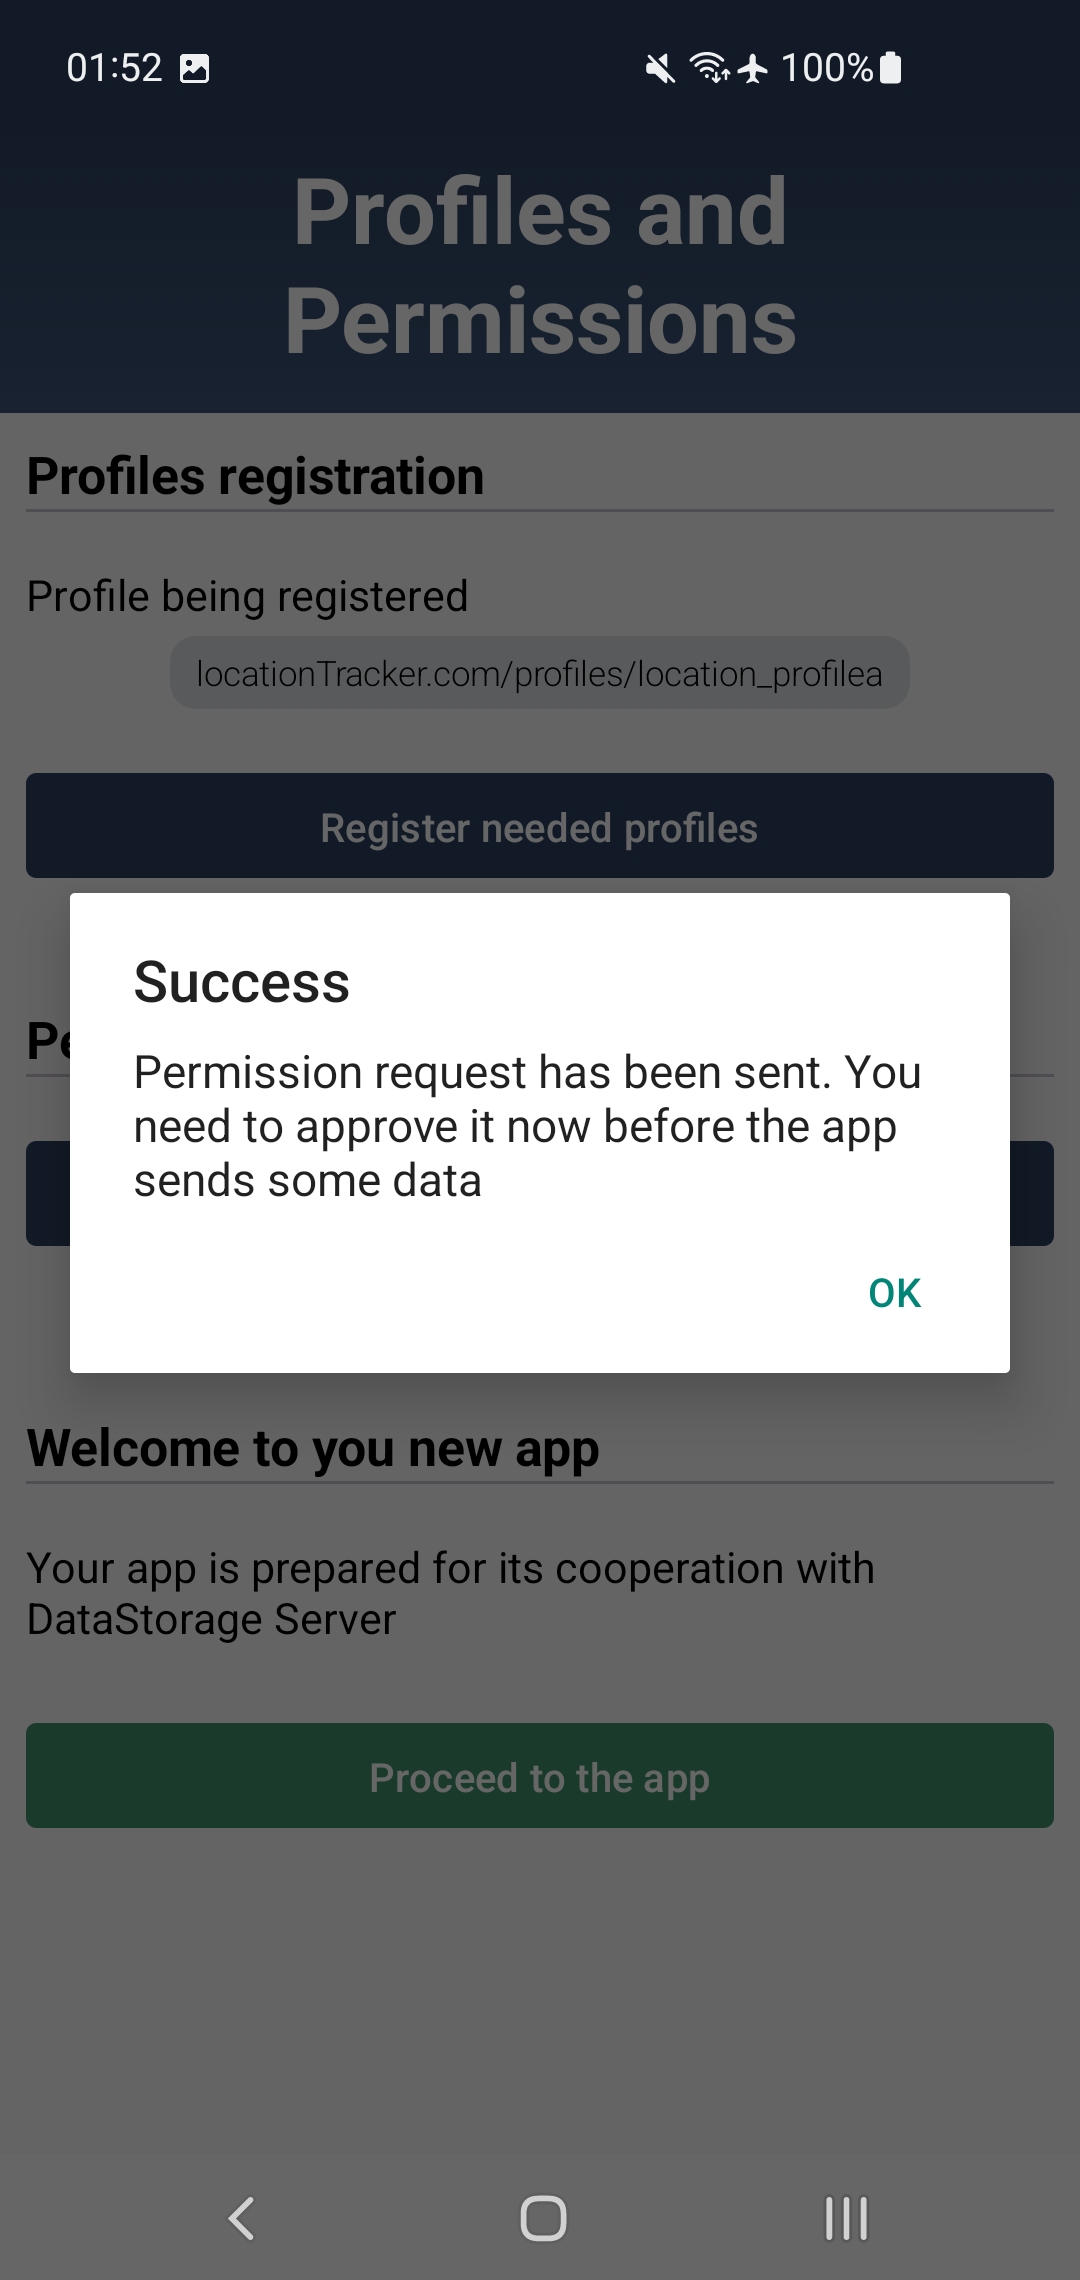 01:52
100%
Profiles and
Permissions
Profiles registration
Profile being registered
locationTracker.com/profiles/location_profilea
Register needed profiles
Success
Permission request has been sent. You
need to approve it now before the app
sends some data
OK
Welcome to you new app
Your app is prepared for its cooperation with
DataStorage Server
Proceed to the app